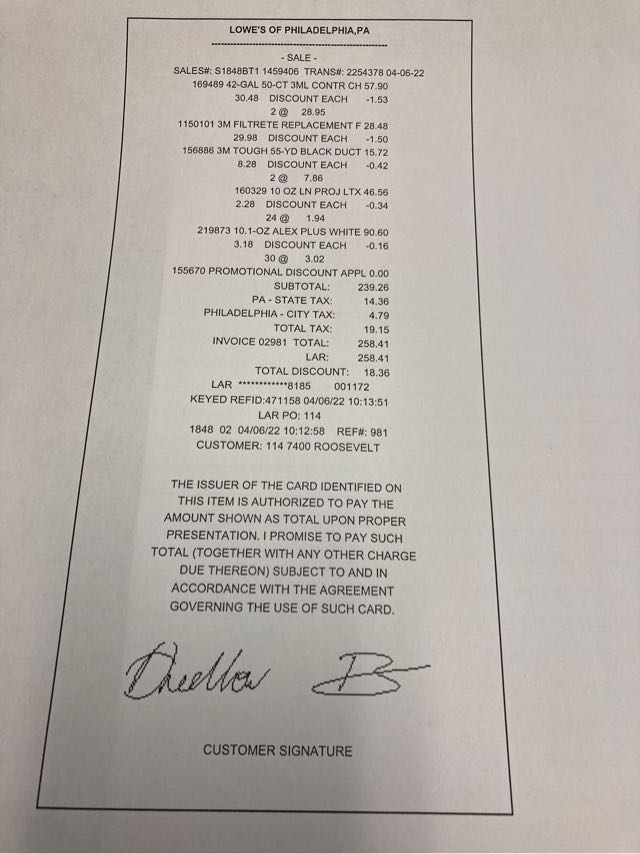 LOWE'S OF PHILADELPHIA,PA
- SALE -
SALES#: S1848BT1 1459406 TRANS#: 2254378 04-06-22
169489 42-GAL 50-CT 3ML CONTR CH 57.90
30.48 DISCOUNT EACH -1.53
2 @ 28.95
1150101 3M FILTRETE REPLACEMENT F 28.48
29.98 DISCOUNT EACH -1.50
156886 3M TOUGH 55-YD BLACK DUCT 15.72
8.28 DISCOUNT EACH -0.42
2 @ 7.86
160329 10 OZ LN PROJ LTX 46.56
2.28 DISCOUNT EACH -0.34
24 @ 1.94
219873 10.1-OZ ALEX PLUS WHITE 90.60
3.18 DISCOUNT EACH -0.16
30 @ 3.02
155670 PROMOTIONAL DISCOUNT APPL 0.00
SUBTOTAL: 239.26
PA - STATE TAX: 14.36
PHILADELPHIA - CITY TAX: 4.79
TOTAL TAX: 19.15
INVOICE 02981 TOTAL: 258.41
LAR: 258.41
TOTAL DISCOUNT: 18.36
LAR ************8185 001172
KEYED REFID:471158 04/06/22 10:13:51
LAR PO: 114
1848 02 04/06/22 10:12:58 REF#: 981
CUSTOMER: 114 7400 ROOSEVELT
THE ISSUER OF THE CARD IDENTIFIED ON
THIS ITEM IS AUTHORIZED TO PAY THE
AMOUNT SHOWN AS TOTAL UPON PROPER
PRESENTATION. I PROMISE TO PAY SUCH
TOTAL (TOGETHER WITH ANY OTHER CHARGE
DUE THEREON) SUBJECT TO AND IN
ACCORDANCE WITH THE AGREEMENT
GOVERNING THE USE OF SUCH CARD.
CUSTOMER SIGNATURE